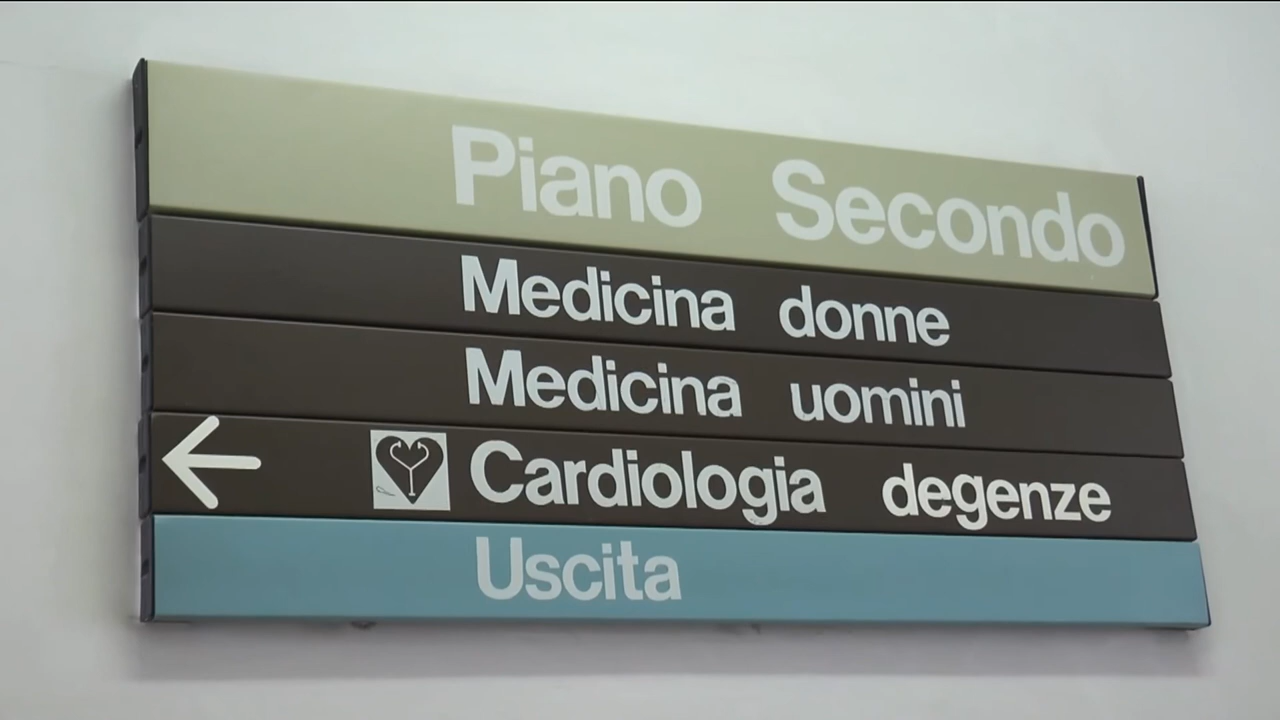 Piano Secondo
Medicina donne
Medicina uomini
Cardiologia degenze
Uscita